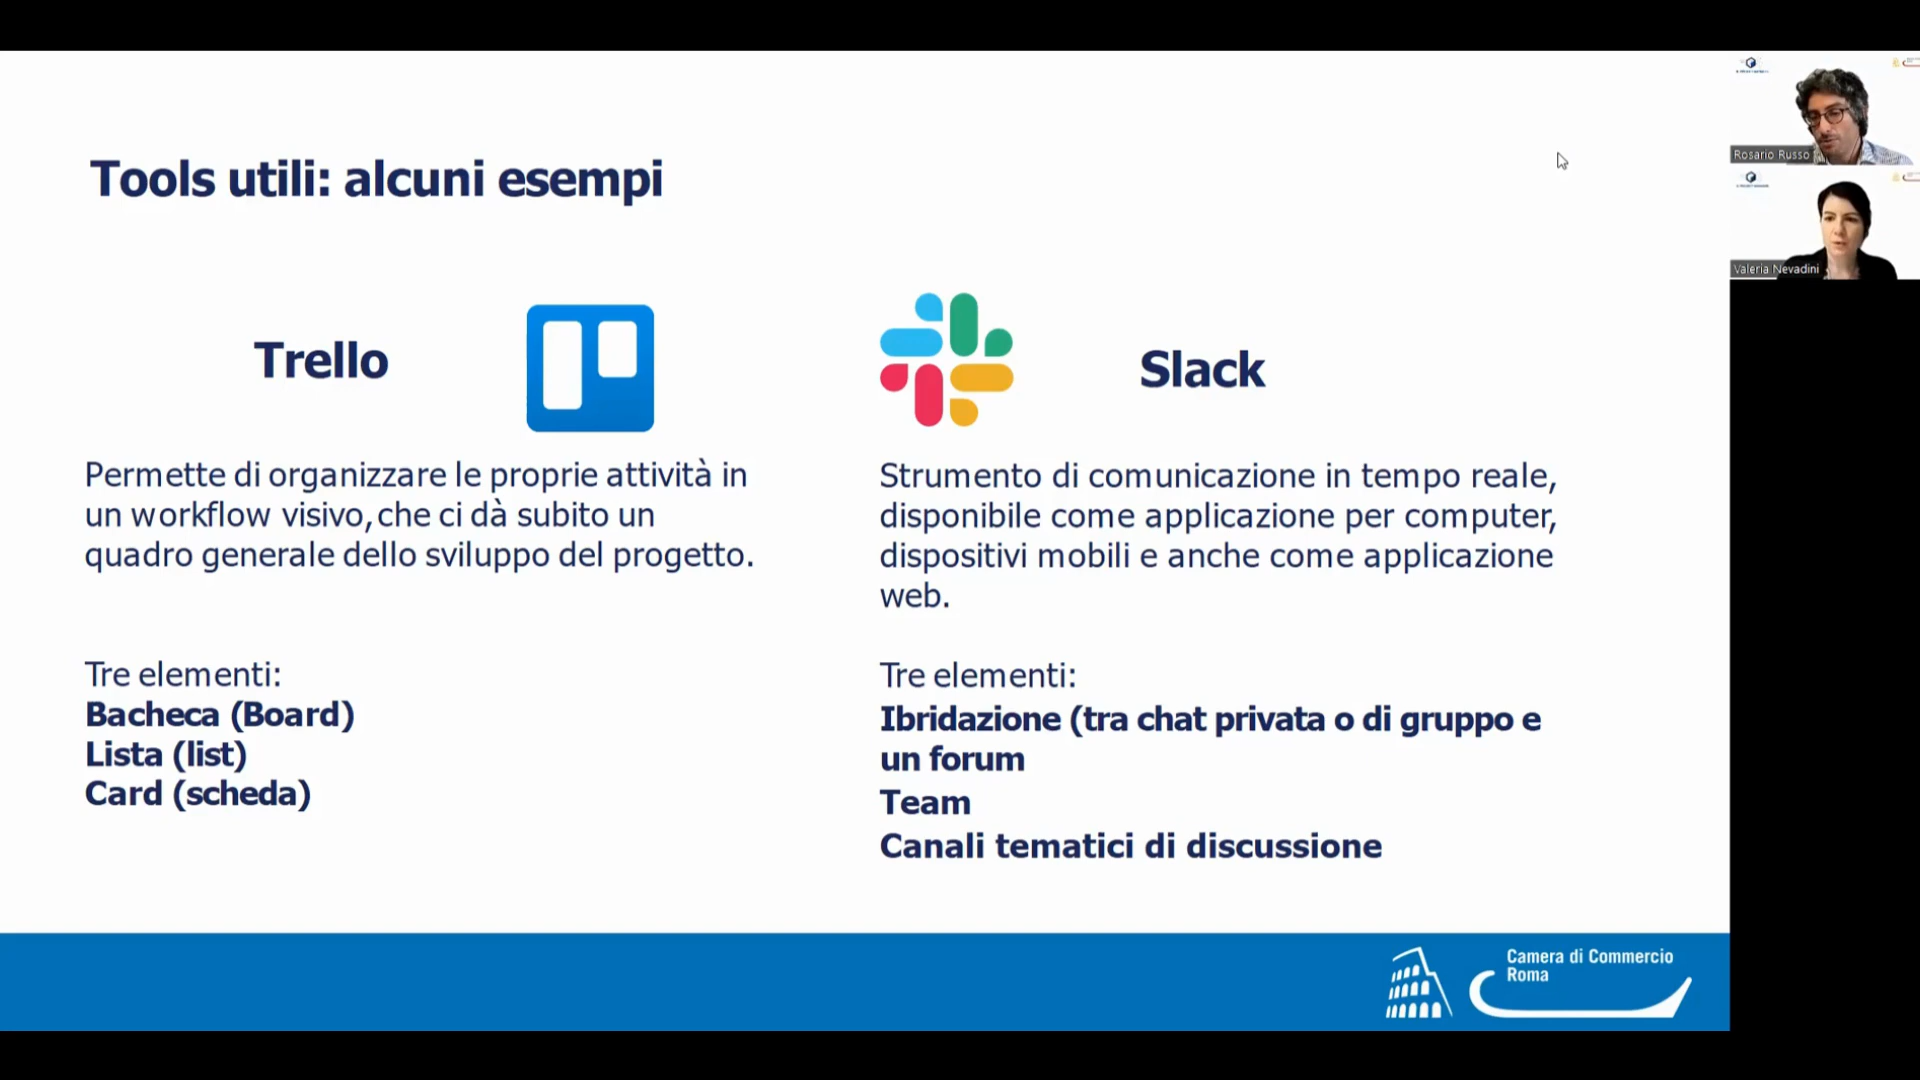 Tools utili: alcuni esempi
Trello
Permette di organizzare le proprie attività in
un workflow visivo, che ci dà subito un
quadro generale dello sviluppo del progetto.
Tre elementi:
Bacheca (Board)
Lista (list)
Card (scheda)
Slack
Strumento di comunicazione in tempo reale,
disponibile come applicazione per computer,
dispositivi mobili e anche come applicazione
web.
Tre elementi:
Ibridazione (tra chat privata o di gruppo e
un forum
Team
Canali tematici di discussione
Camera di Commercio
Roma
Rosario Russo
Valeria Nevadini